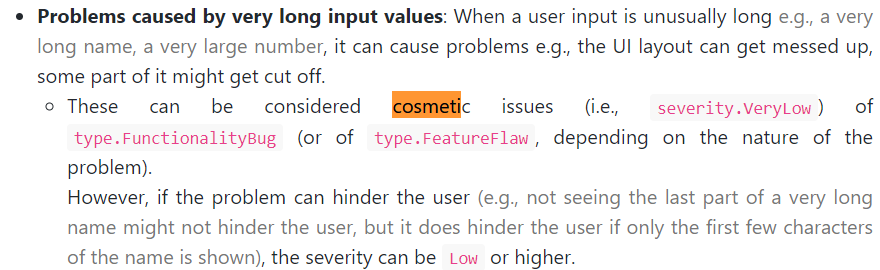 • Problems caused by very long input values: When a user input is unusually long e.g., a very
long name, a very large number, it can cause problems e.g., the UI layout can get messed up,
some part of it might get cut off.
○ These can be considered cosmetic issues (i.e., severity.VeryLow) of
type.FunctionalityBug (or of type.FeatureFlaw, depending on the nature of the
problem).
However, if the problem can hinder the user (e.g., not seeing the last part of a very long
name might not hinder the user, but it does hinder the user if only the first few characters
of the name is shown), the severity can be Low or higher.